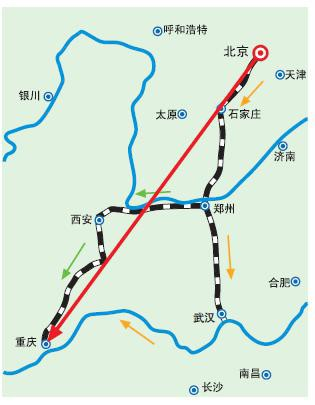 呼和浩特
北京
天津
银川
太原
石家庄
济南
西安
郑州
合肥
武汉
重庆
南昌
长沙